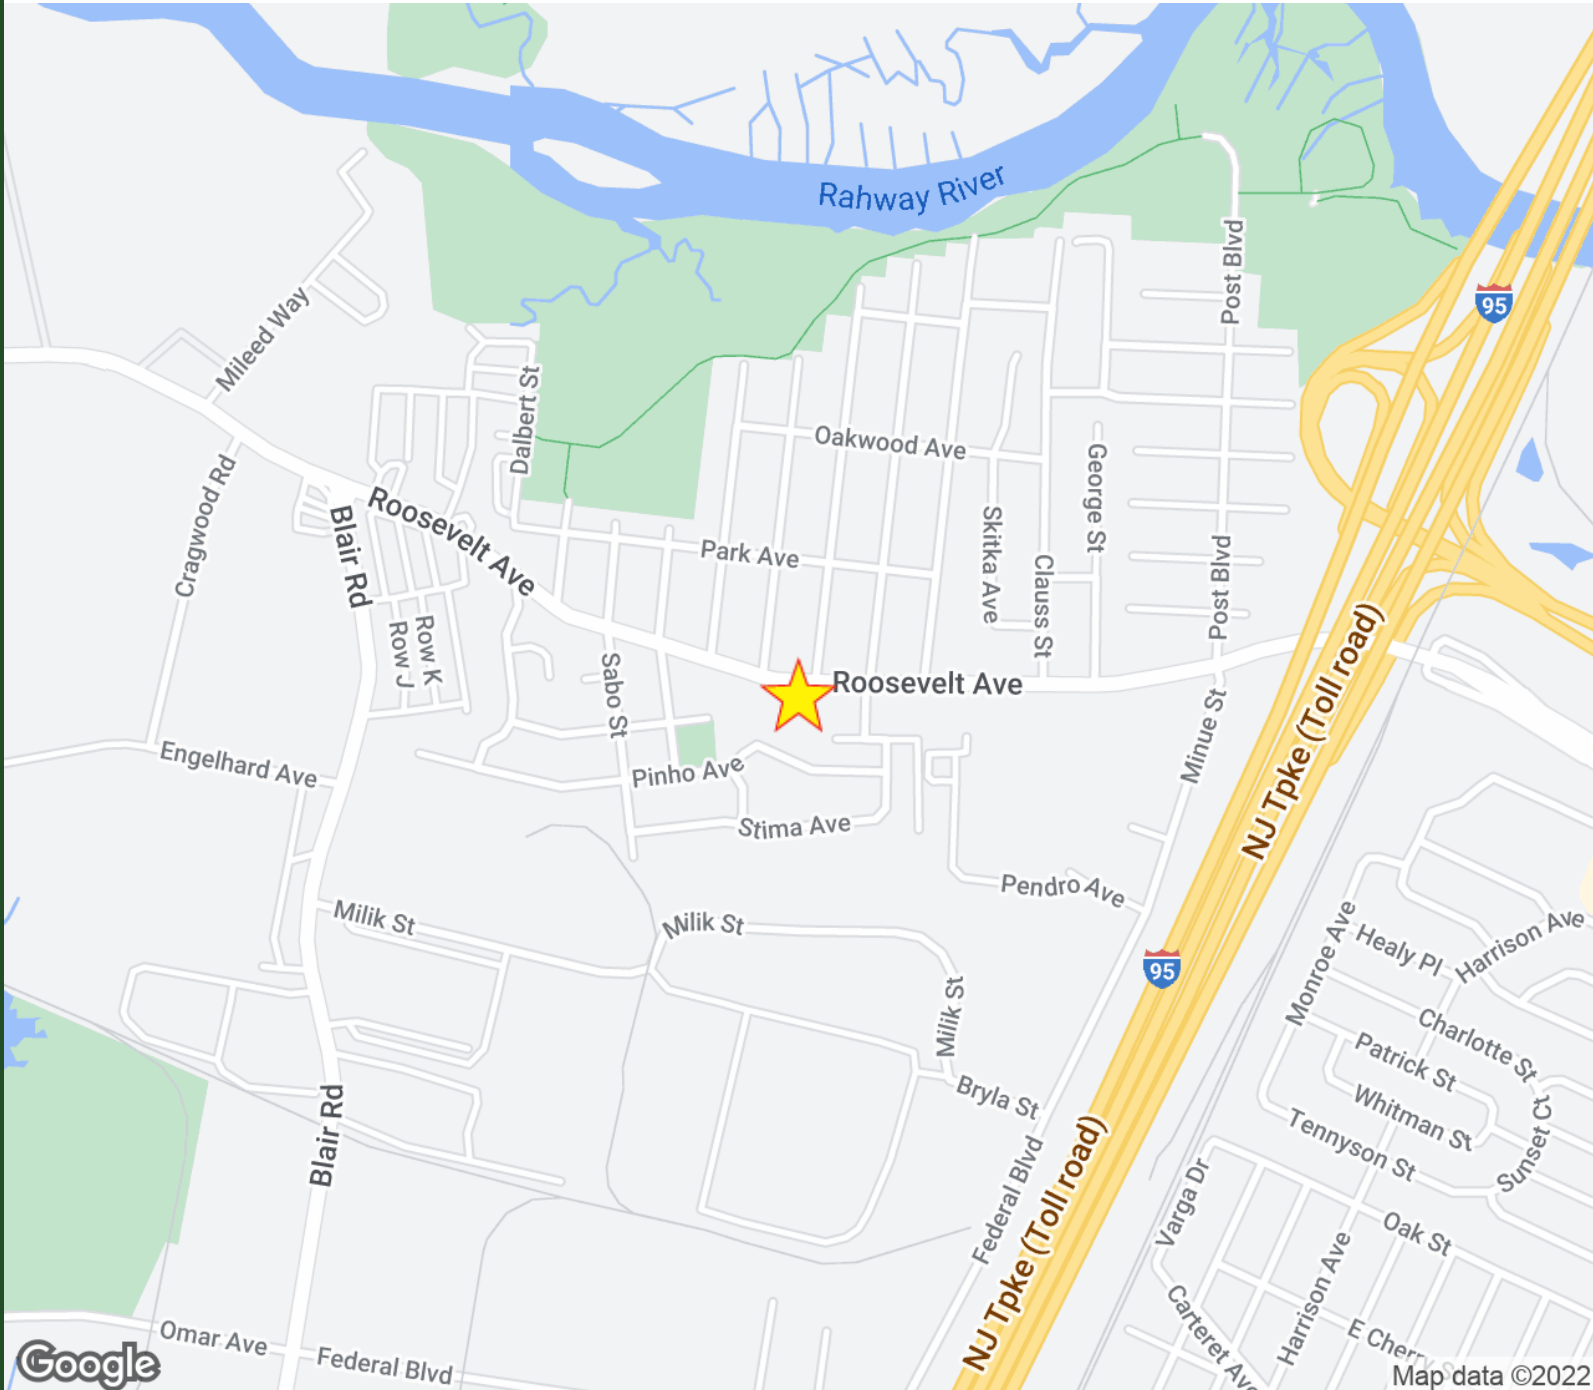 Rahway River
Post Blvd
95
Mileed Way
Dalbert St
Oakwood Ave
George St
Cragwood Rd
Roosevelt Ave
Blair Rd
Skitka Ave
Park Ave
Clauss St
Post Blvd
Row J
Row K
Sabo St
Roosevelt Ave
NJ Tpke (Toll road)
Minue St
Engelhard Ave
Pinho Ave
Stima Ave
Pendro Ave
Milik St
Milik St
Milik St
95
Monroe Ave
Healy Pl
Harrison Ave
Charlotte St
Patrick St
Whitman St
Tennyson St
Sunset Ct
Bryla St
Blair Rd
Federal Blvd
NJ Tpke (Toll road)
Varga Dr
Oak St
Harrison Ave
Carteret Ave
E Cherry St
Omar Ave
Federal Blvd
Google
Map data ©2022